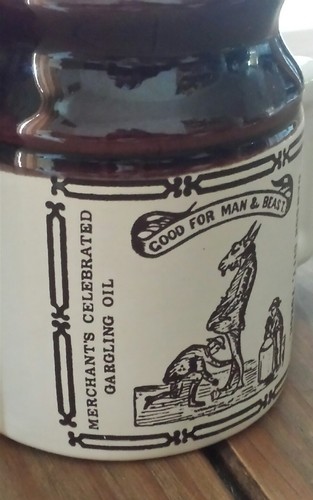 GOOD FOR MAN & BEAST
MERCHANT'S CELEBRATED
GARGLING OIL